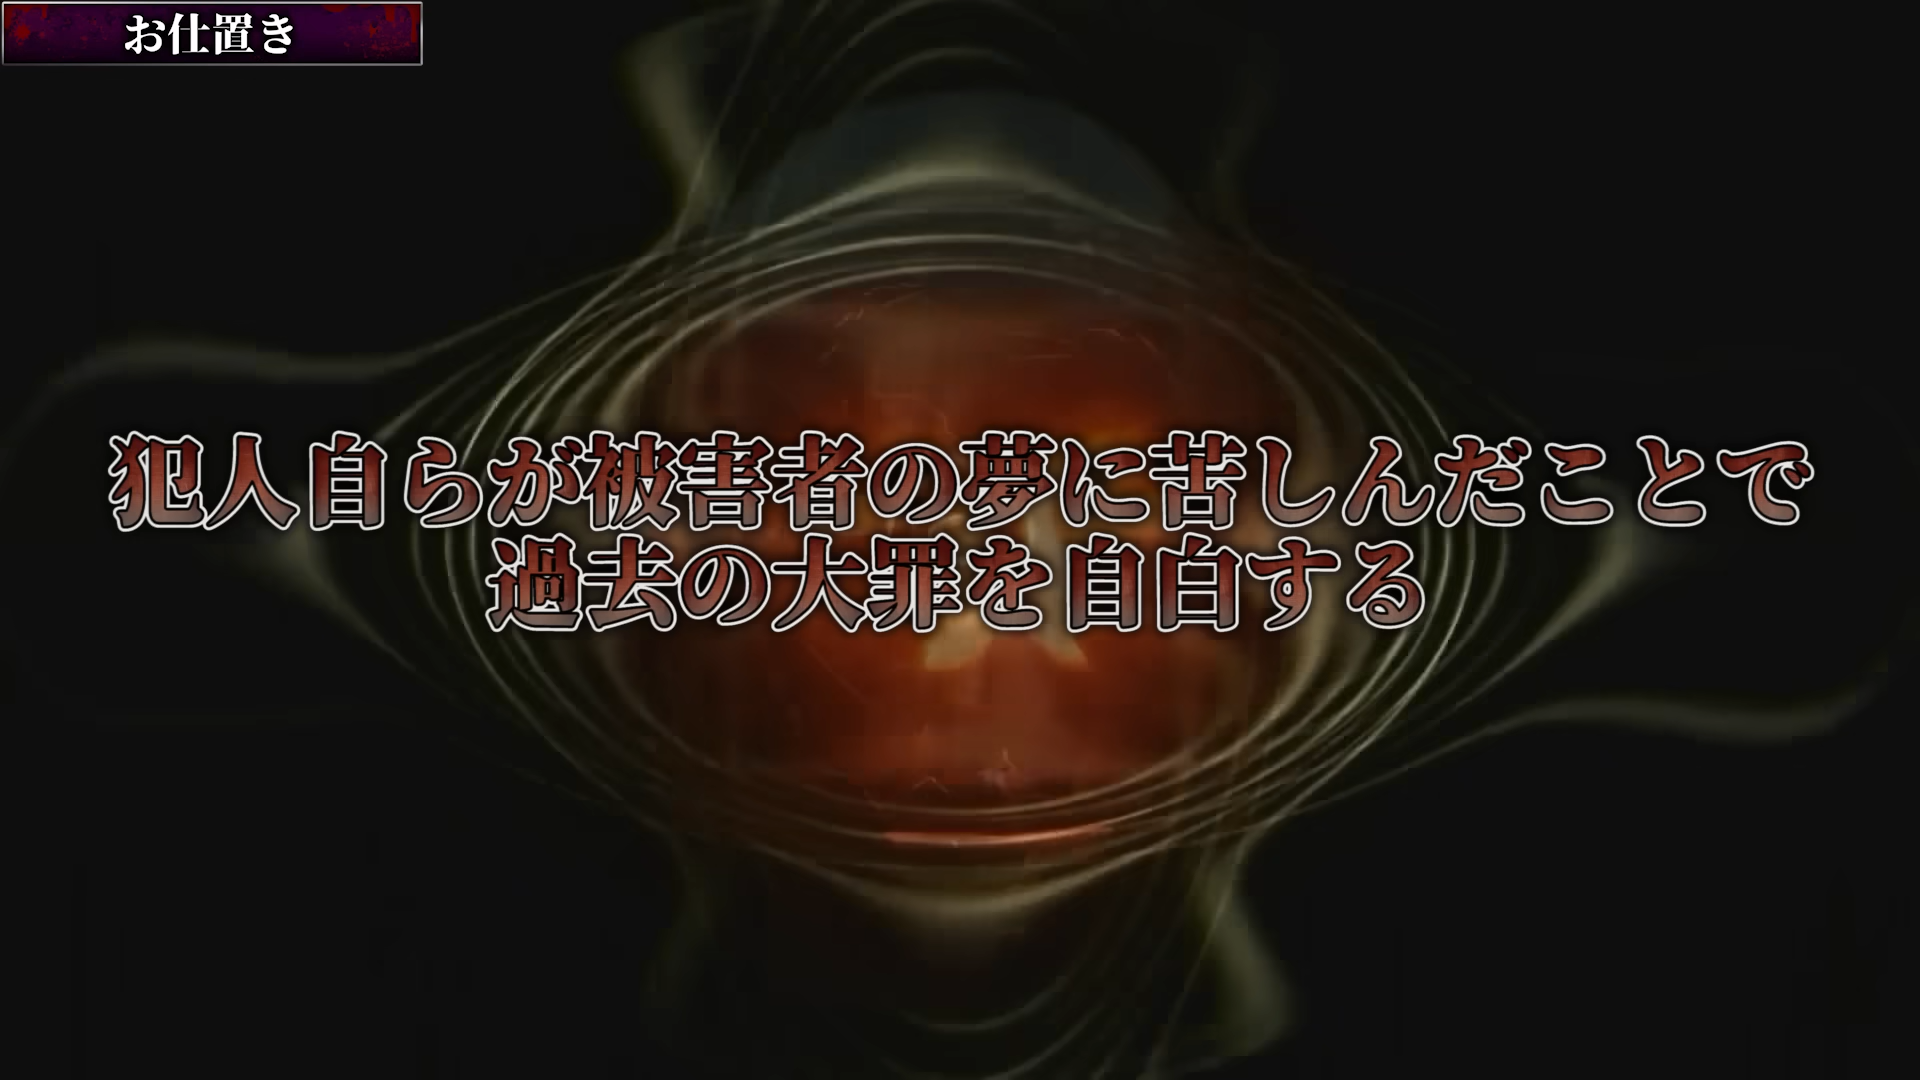 お仕置き
犯人自らが被害者の夢に苦しんだことで
過去の大罪を自白する